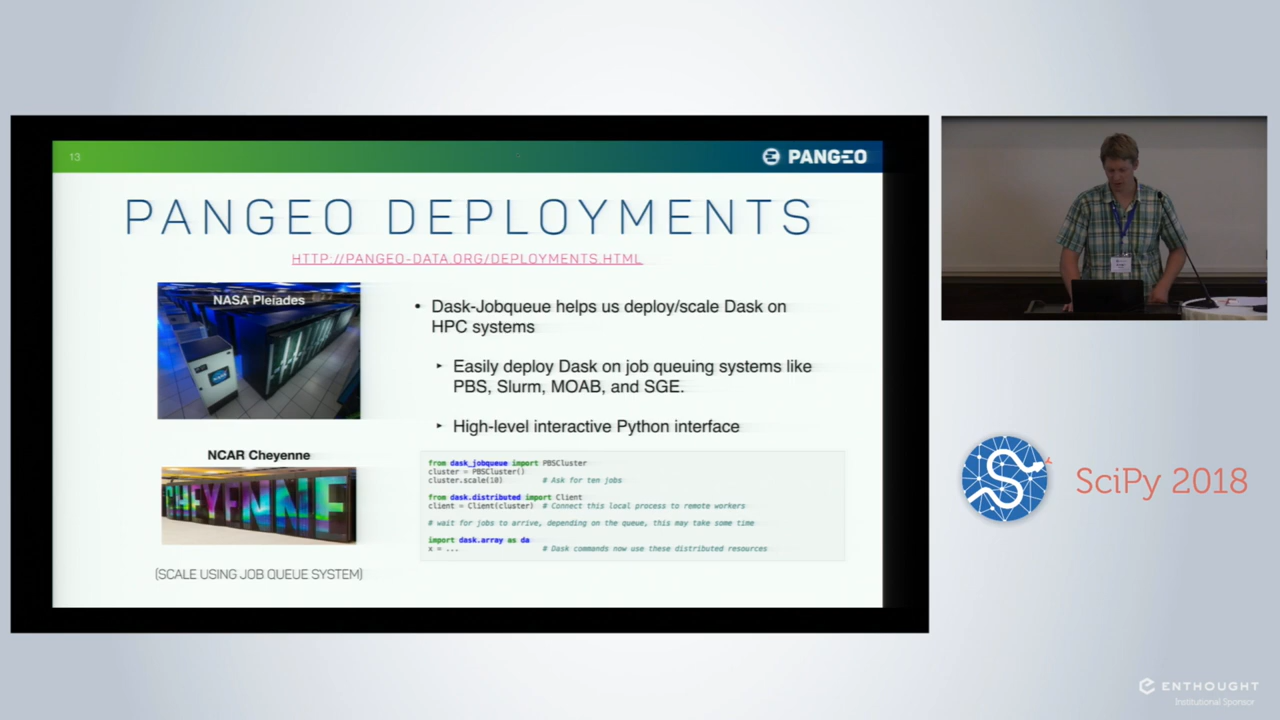 13
PANGEO
PANGEO DEPLOYMENTS
HTTP://PANGEO-DATA.ORG/DEPLOYMENTS.HTML
NASA Pleiades
• Dask-Jobqueue helps us deploy/scale Dask on
HPC systems
‣ Easily deploy Dask on job queuing systems like
PBS, Slurm, MOAB, and SGE.
‣ High-level interactive Python interface
NCAR Cheyenne
CHEYENNE
(SCALE USING JOB QUEUE SYSTEM)
from dask_jobqueue import PBSCluster
cluster = PBSCluster()
cluster.scale(10) # Ask for ten jobs
from dask.distributed import Client
client = Client(cluster) # Connect this local process to remote workers
# wait for jobs to arrive, depending on the queue, this may take some time
import dask.array as da
x = ... # Dask commands now use these distributed resources
SciPy 2018
ENTHOUGHT
Institutional Sponsor